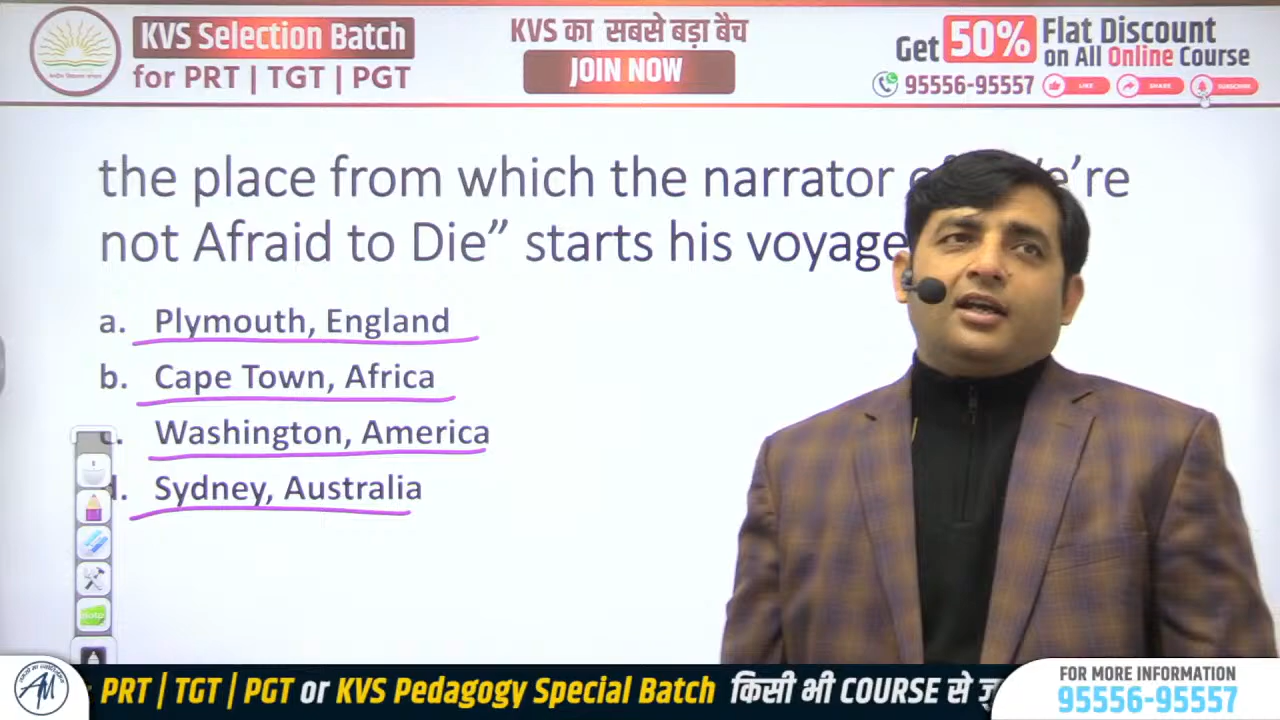 KVS Selection Batch
for PRT | TGT | PGT
KVS का सबसे बड़ा बैच
JOIN NOW
Get 50% Flat Discount
on All Online Course
95556-95557
LIKE
SHARE
SUBSCRIBE
the place from which the narrator
not Afraid to Die” starts his voyage
a. Plymouth, England
b. Cape Town, Africa
Washington, America
d. Sydney, Australia
PRT | TGT | PGT or KVS Pedagogy Special Batch किसी भी COURSE से
FOR MORE INFORMATION
95556-95557